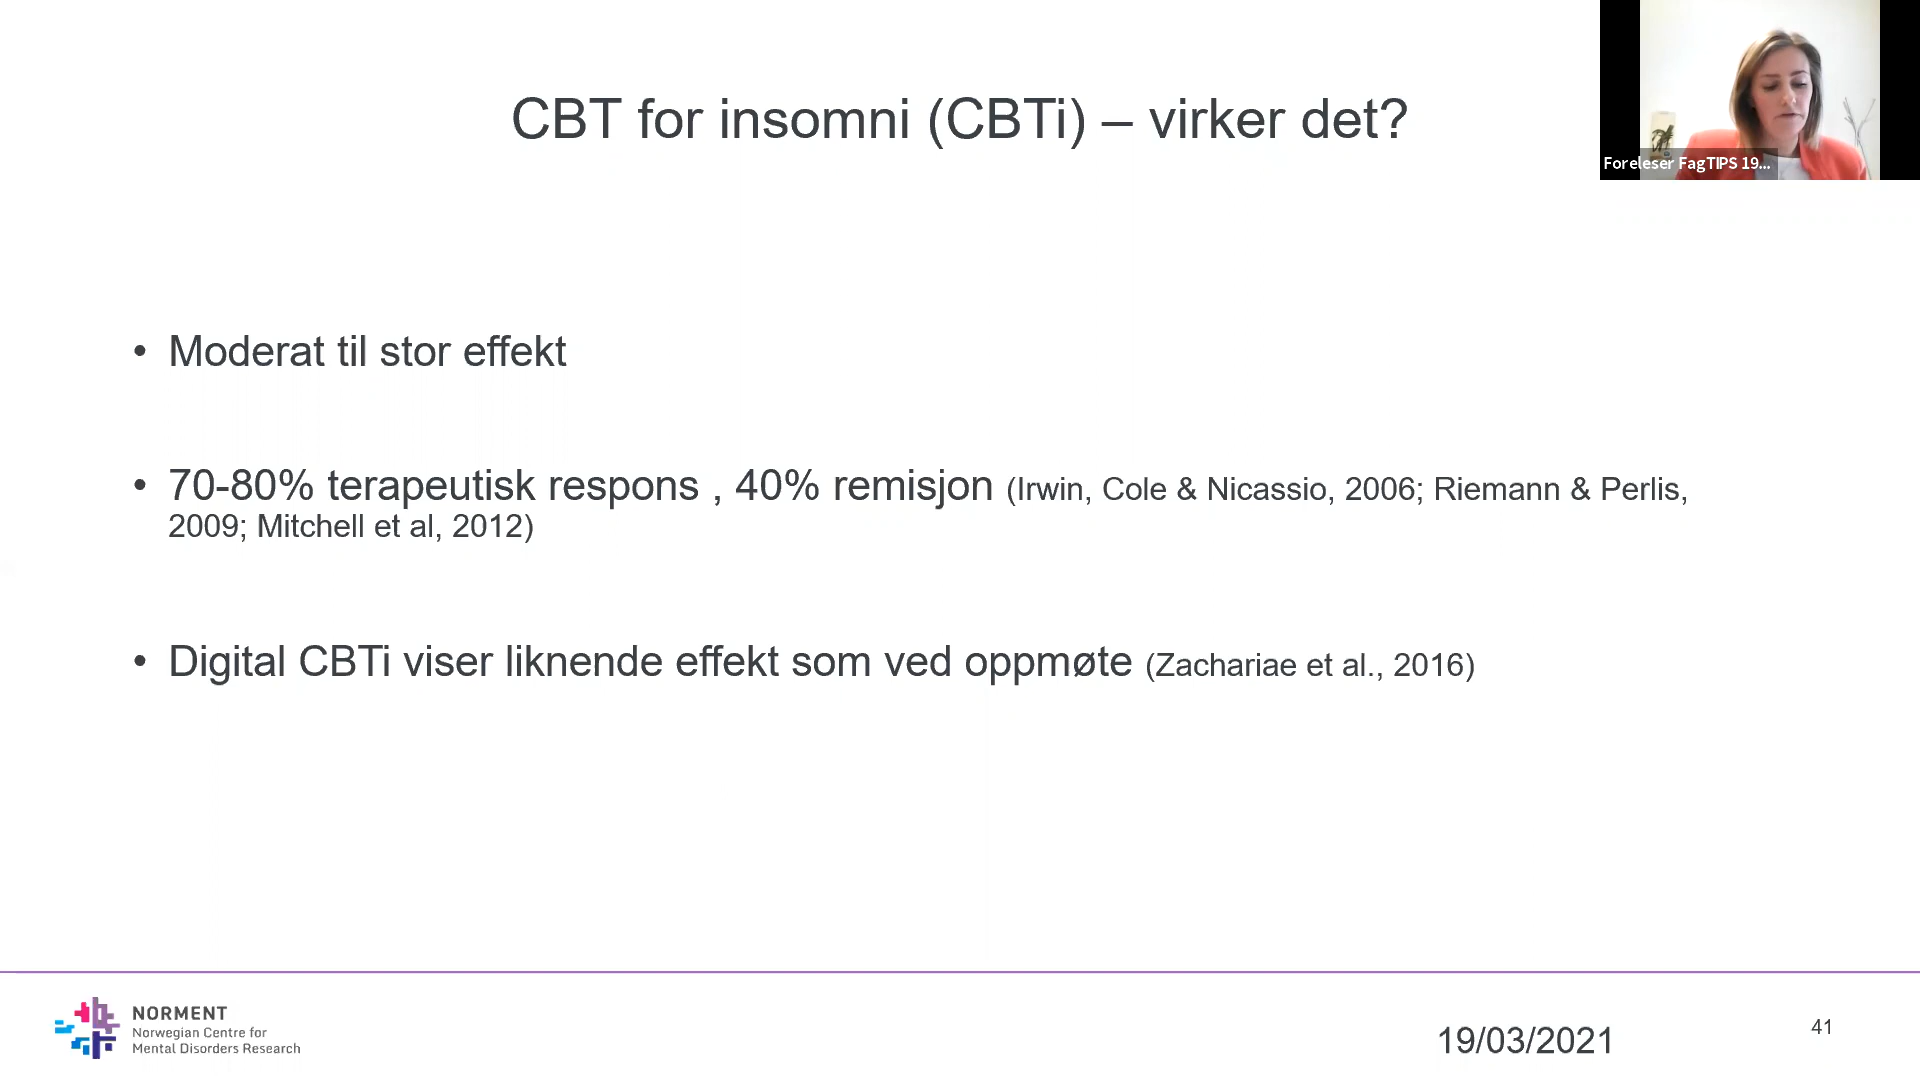 CBT for insomni (CBTi) – virker det?
Foreleser FagTIPS 19...
• Moderat til stor effekt
• 70-80% terapeutisk respons , 40% remisjon (Irwin, Cole & Nicassio, 2006; Riemann & Perlis,
2009; Mitchell et al, 2012)
• Digital CBTi viser liknende effekt som ved oppmøte (Zachariae et al., 2016)
NORMENT
Norwegian Centre for
Mental Disorders Research
19/03/2021
41